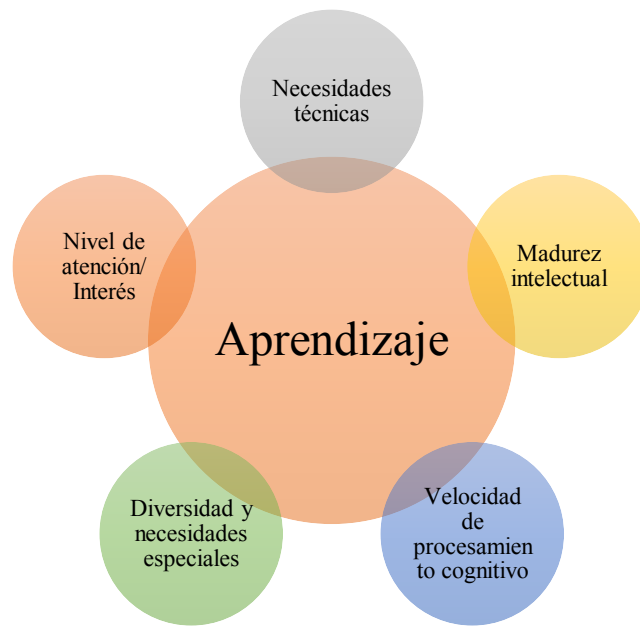 Necesidades
técnicas
Nivel de
atención/
Interés
Madurez
intelectual
Aprendizaje
Diversidad y
necesidades
especiales
Velocidad
de
procesamien
to cognitivo